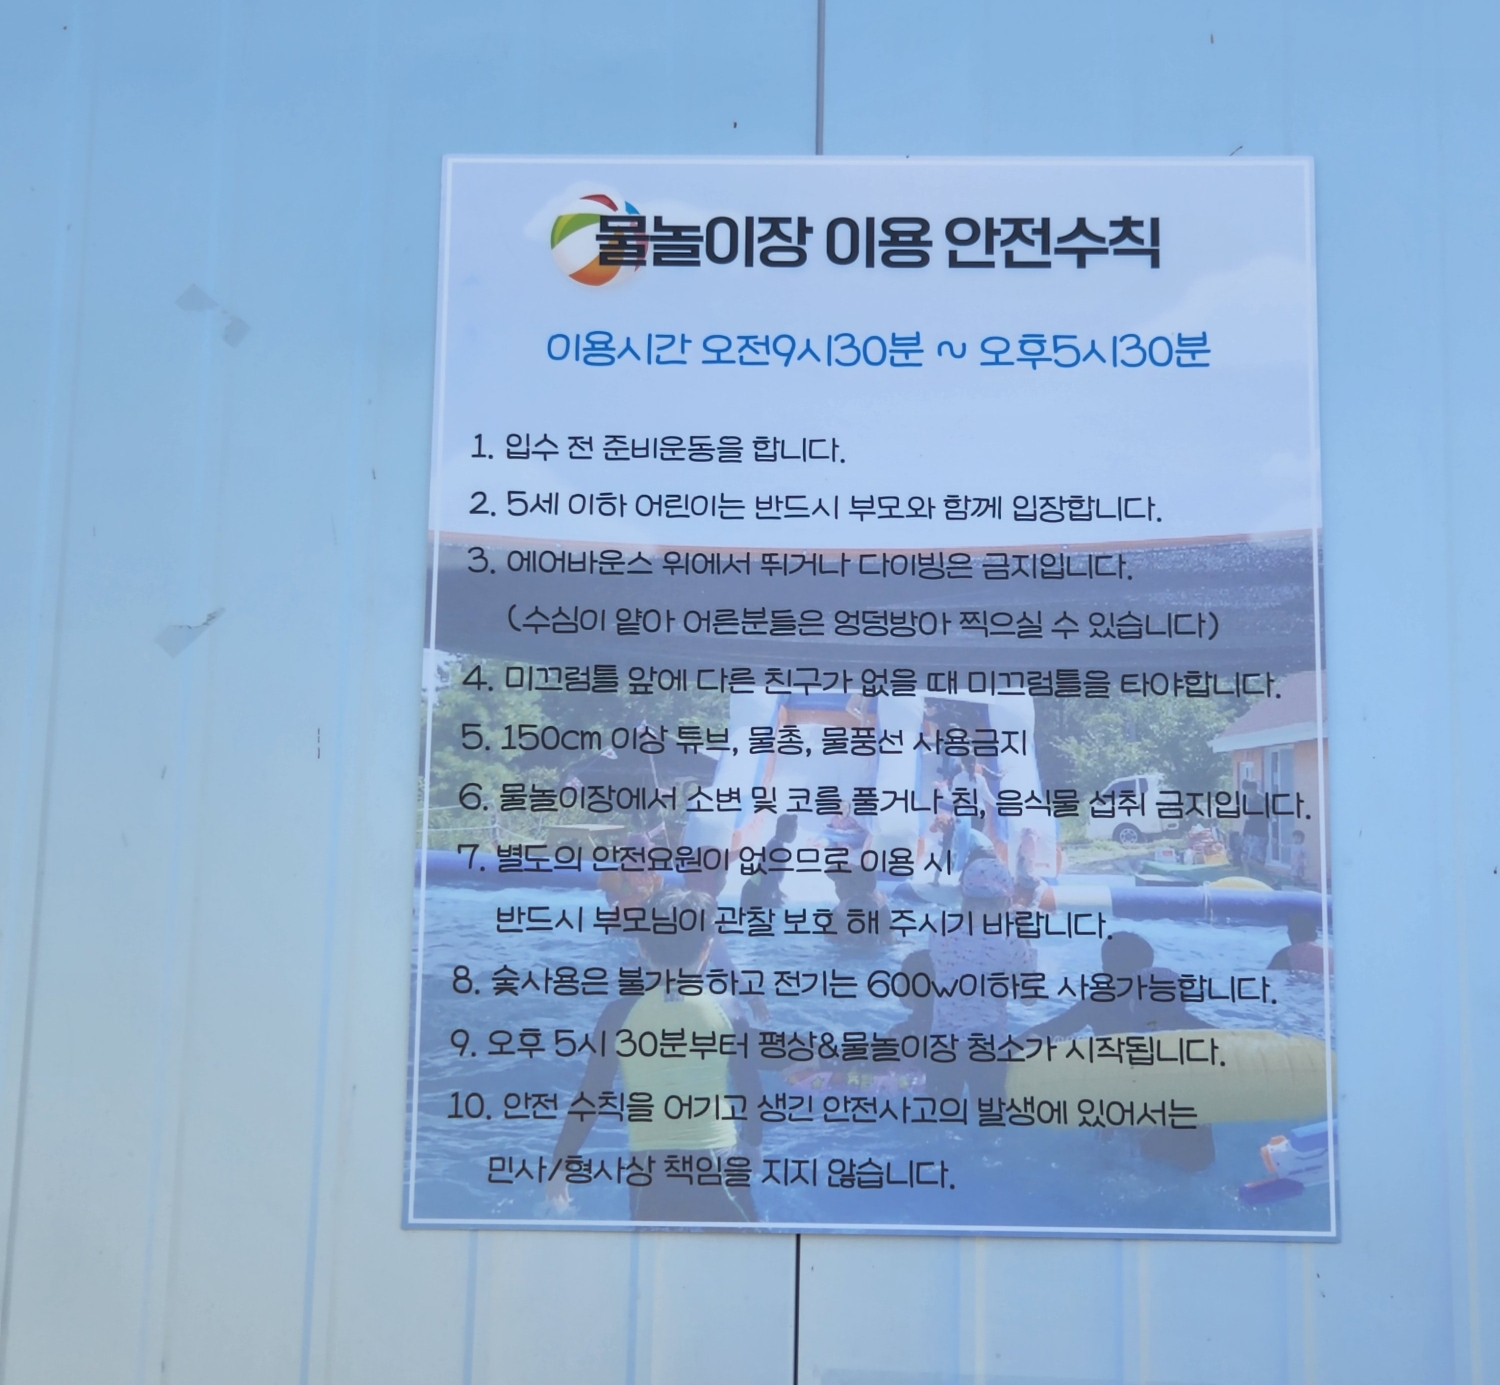 물놀이장 이용 안전수칙
이용시간 오전9시30분 ~ 오후5시30분
1. 입수 전 준비운동을 합니다.
2. 5세 이하 어린이는 반드시 부모와 함께 입장합니다.
3. 에어바운스 위에서 뛰거나 다이빙은 금지입니다.
(수심이 얕아 어른분들은 엉덩방아 찍으실 수 있습니다)
4. 미끄럼틀 앞에 다른 친구가 없을 때 미끄럼틀을 타야합니다.
5. 150cm 이상 튜브, 물총, 물풍선 사용금지
6. 물놀이장에서 소변 및 코를 풀거나 침, 음식물 섭취 금지입니다.
7. 별도의 안전요원이 없으므로 이용 시
반드시 부모님이 관찰 보호 해 주시기 바랍니다.
8. 숯사용은 불가능하고 전기는 600w이하로 사용가능합니다.
9. 오후 5시 30분부터 평상&물놀이장 청소가 시작됩니다.
10. 안전 수칙을 어기고 생긴 안전사고의 발생에 있어서는
민사/형사상 책임을 지지 않습니다.